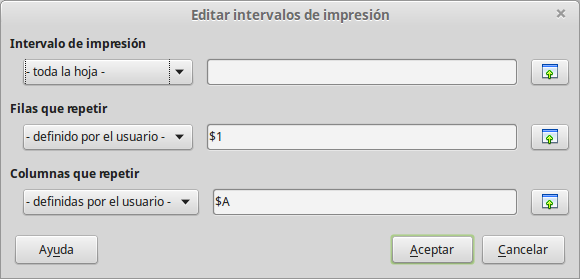 Editar intervalos de impresión
Intervalo de impresión
- toda la hoja -
Filas que repetir
- definido por el usuario - $1
Columnas que repetir
- definidas por el usuario - $A
Ayuda Aceptar Cancelar